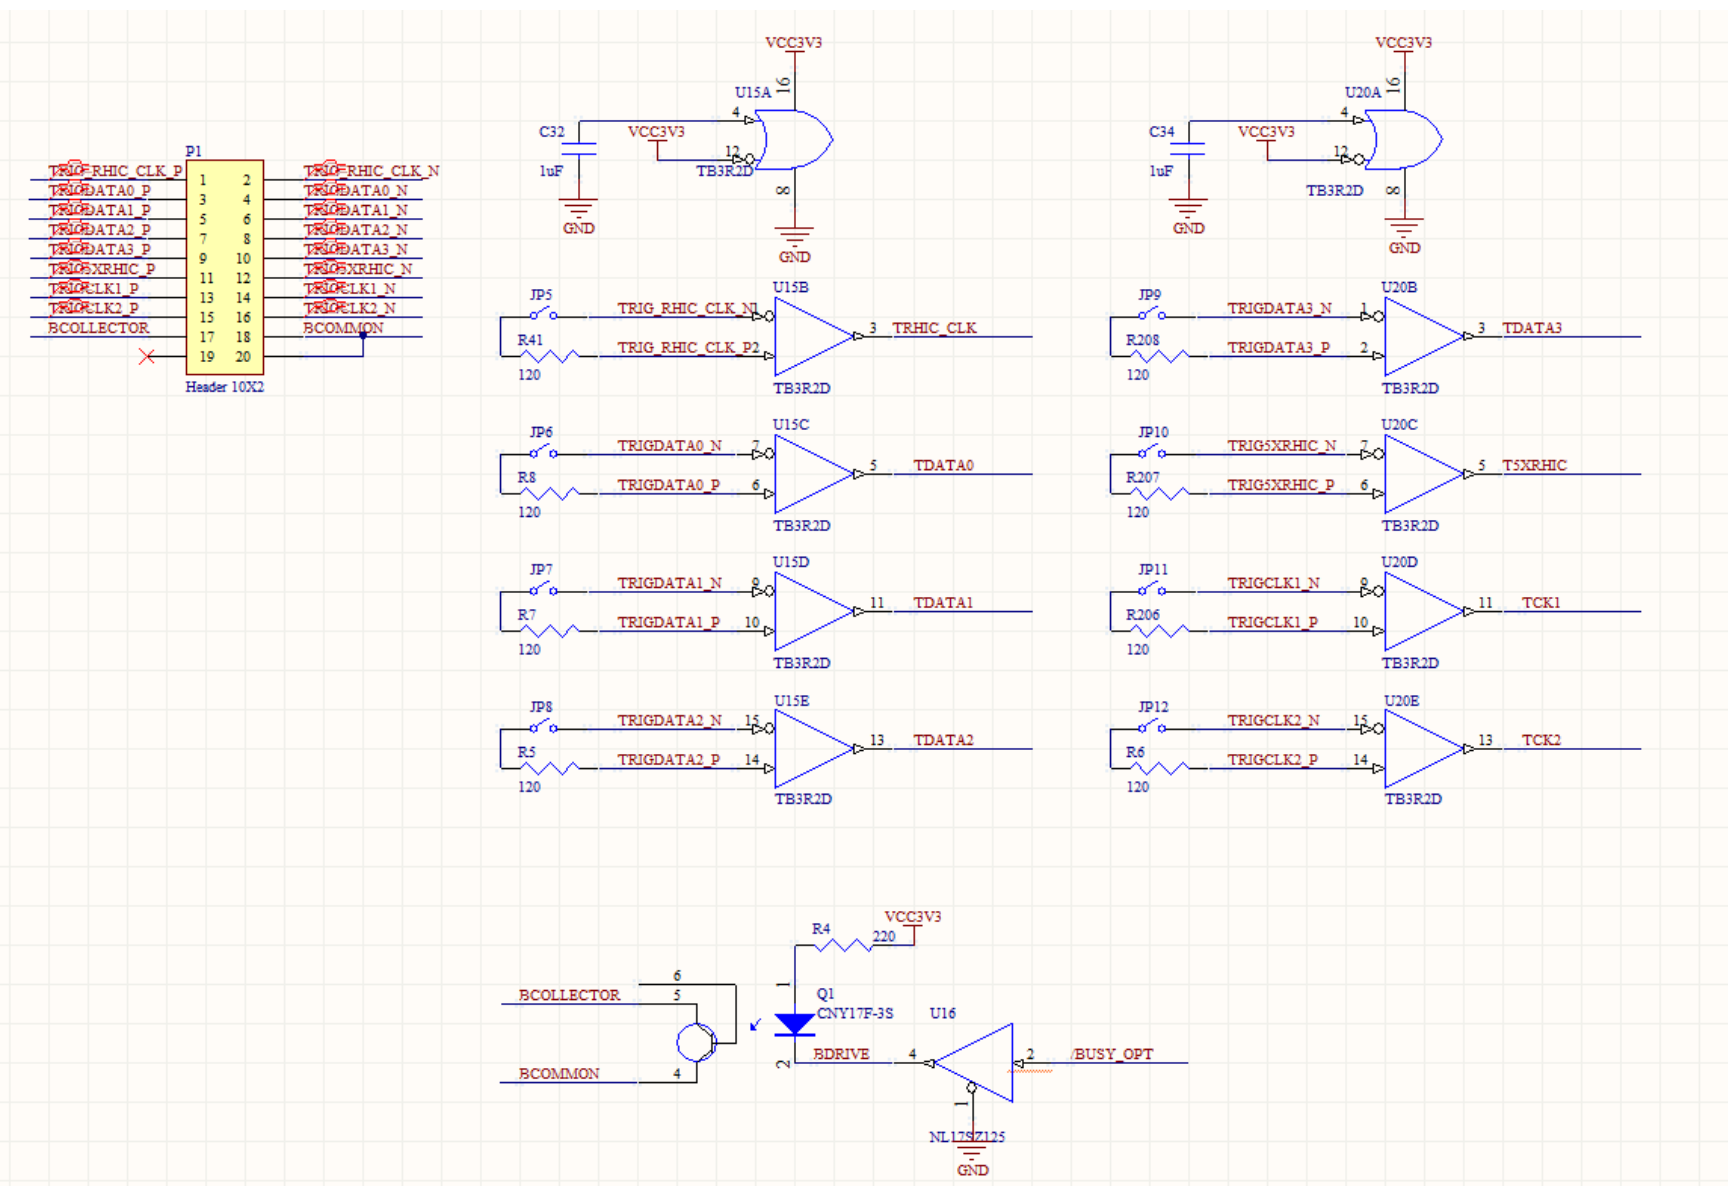 P1
TRIG_RHIC_CLK_P 1 2 TRIG_RHIC_CLK_N
TRIGDATA0_P 3 4 TRIGDATA0_N
TRIGDATA1_P 5 6 TRIGDATA1_N
TRIGDATA2_P 7 8 TRIGDATA2_N
TRIGDATA3_P 9 10 TRIGDATA3_N
TRIG5XRHIC_P 11 12 TRIG5XRHIC_N
TRIGCLK1_P 13 14 TRIGCLK1_N
TRIGCLK2_P 15 16 TRIGCLK2_N
BCOLLECTOR 17 18 BCOMMON
19 20
Header 10X2
VCC3V3
16
U15A
4
C32
VCC3V3
12
1uF
TB3R2D
8
GND
GND
VCC3V3
16
U20A
4
C34
VCC3V3
12
1uF
TB3R2D
8
GND
GND
JP5
U15B
TRIG_RHIC_CLK_N 1
3 TRHIC_CLK
R41
TRIG_RHIC_CLK_P 2
120
TB3R2D
JP9
U20B
TRIGDATA3_N 1
3 TDATA3
R208
TRIGDATA3_P 2
120
TB3R2D
JP6
U15C
TRIGDATA0_N 7
5 TDATA0
R8
TRIGDATA0_P 6
120
TB3R2D
JP10
U20C
TRIG5XRHIC_N 7
5 T5XRHIC
R207
TRIG5XRHIC_P 6
120
TB3R2D
JP7
U15D
TRIGDATA1_N 9
11 TDATA1
R7
TRIGDATA1_P 10
120
TB3R2D
JP11
U20D
TRIGCLK1_N 9
11 TCK1
R206
TRIGCLK1_P 10
120
TB3R2D
JP8
U15E
TRIGDATA2_N 15
13 TDATA2
R5
TRIGDATA2_P 14
120
TB3R2D
JP12
U20E
TRIGCLK2_N 15
13 TCK2
R6
TRIGCLK2_P 14
120
TB3R2D
VCC3V3
R4
220
6
BCOLLECTOR 5
1
Q1
CNY17F-3S
U16
2
BDRIVE 4
2 /BUSY_OPT
BCOMMON 4
1
NL17SZ125
GND